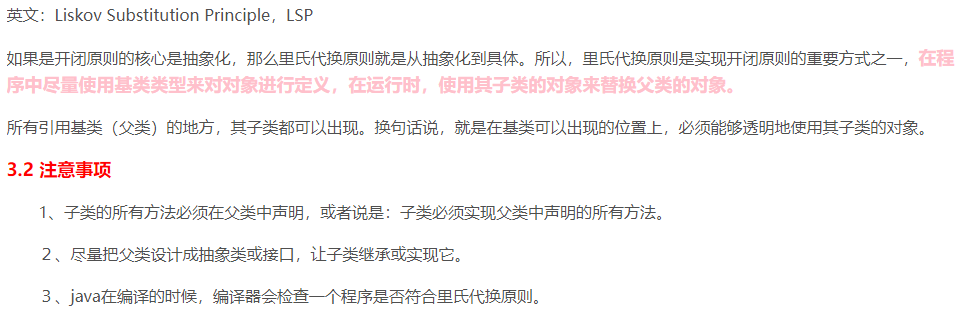 英文：Liskov Substitution Principle，LSP
如果是开闭原则的核心是抽象化，那么里氏代换原则就是从抽象化到具体。所以，里氏代换原则是实现开闭原则的重要方式之一，在程
序中尽量使用基类类型来对对象进行定义，在运行时，使用其子类的对象来替换父类的对象。
所有引用基类（父类）的地方，其子类都可以出现。换句话说，就是在基类可以出现的位置上，必须能够透明地使用其子类的对象。
3.2 注意事项
1、子类的所有方法必须在父类中声明，或者说是：子类必须实现父类中声明的所有方法。
２、尽量把父类设计成抽象类或接口，让子类继承或实现它。
３、java在编译的时候，编译器会检查一个程序是否符合里氏代换原则。